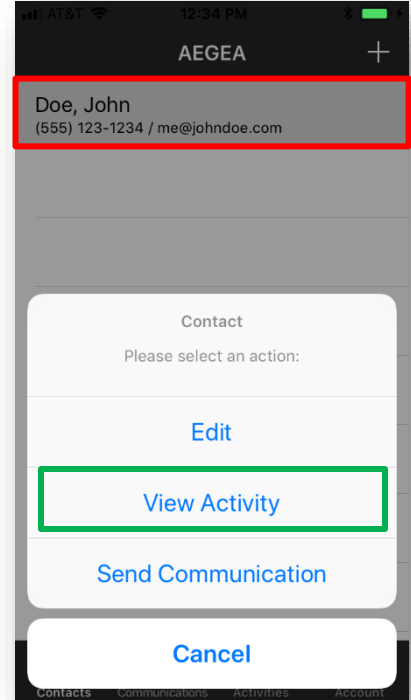 AT&T 12:34 PM
AEGEA +
Doe, John
(555) 123-1234 / me@johndoe.com
Contact
Please select an action:
Edit
View Activity
Send Communication
Cancel
Contacts Communications Activities Account